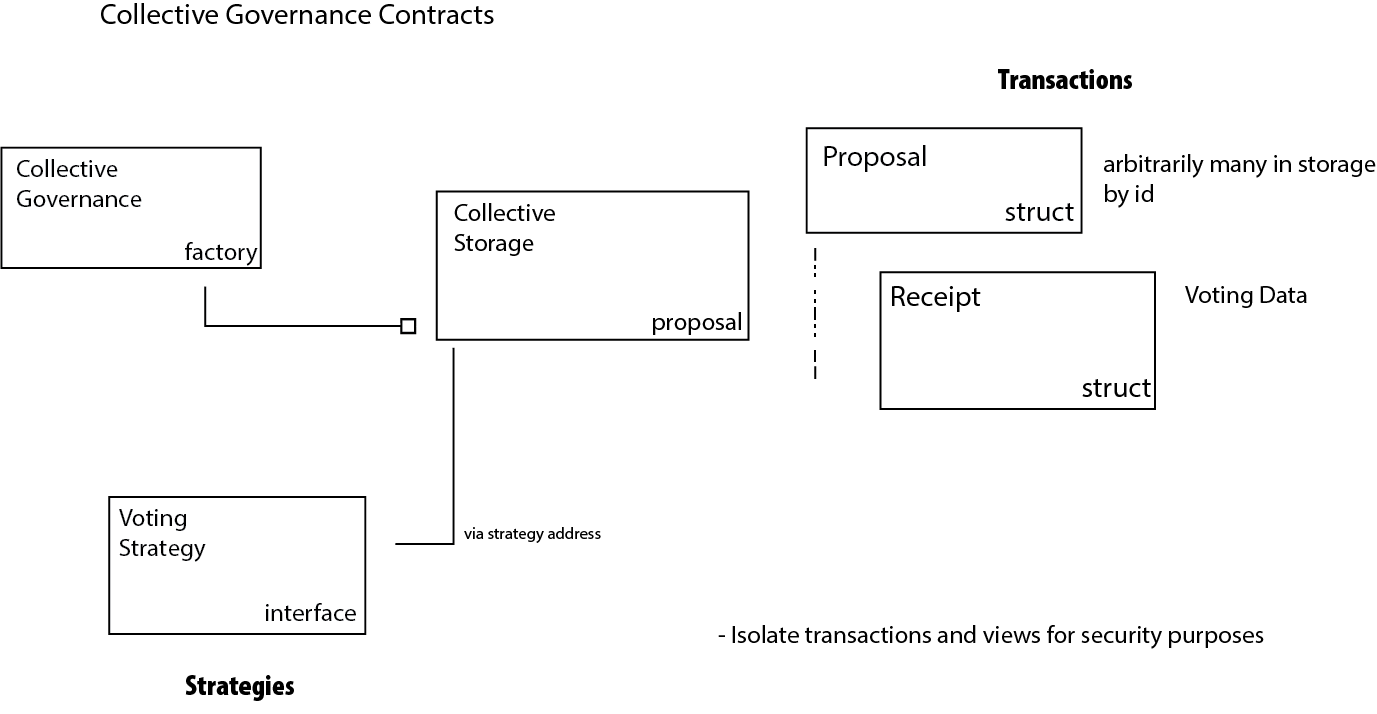 Collective Governance Contracts
Transactions
Collective
Governance
factory
Collective
Storage
proposal
Proposal
struct
arbitrarily many in storage
by id
Receipt
struct
Voting Data
Voting
Strategy
interface
via strategy address
- Isolate transactions and views for security purposes
Strategies